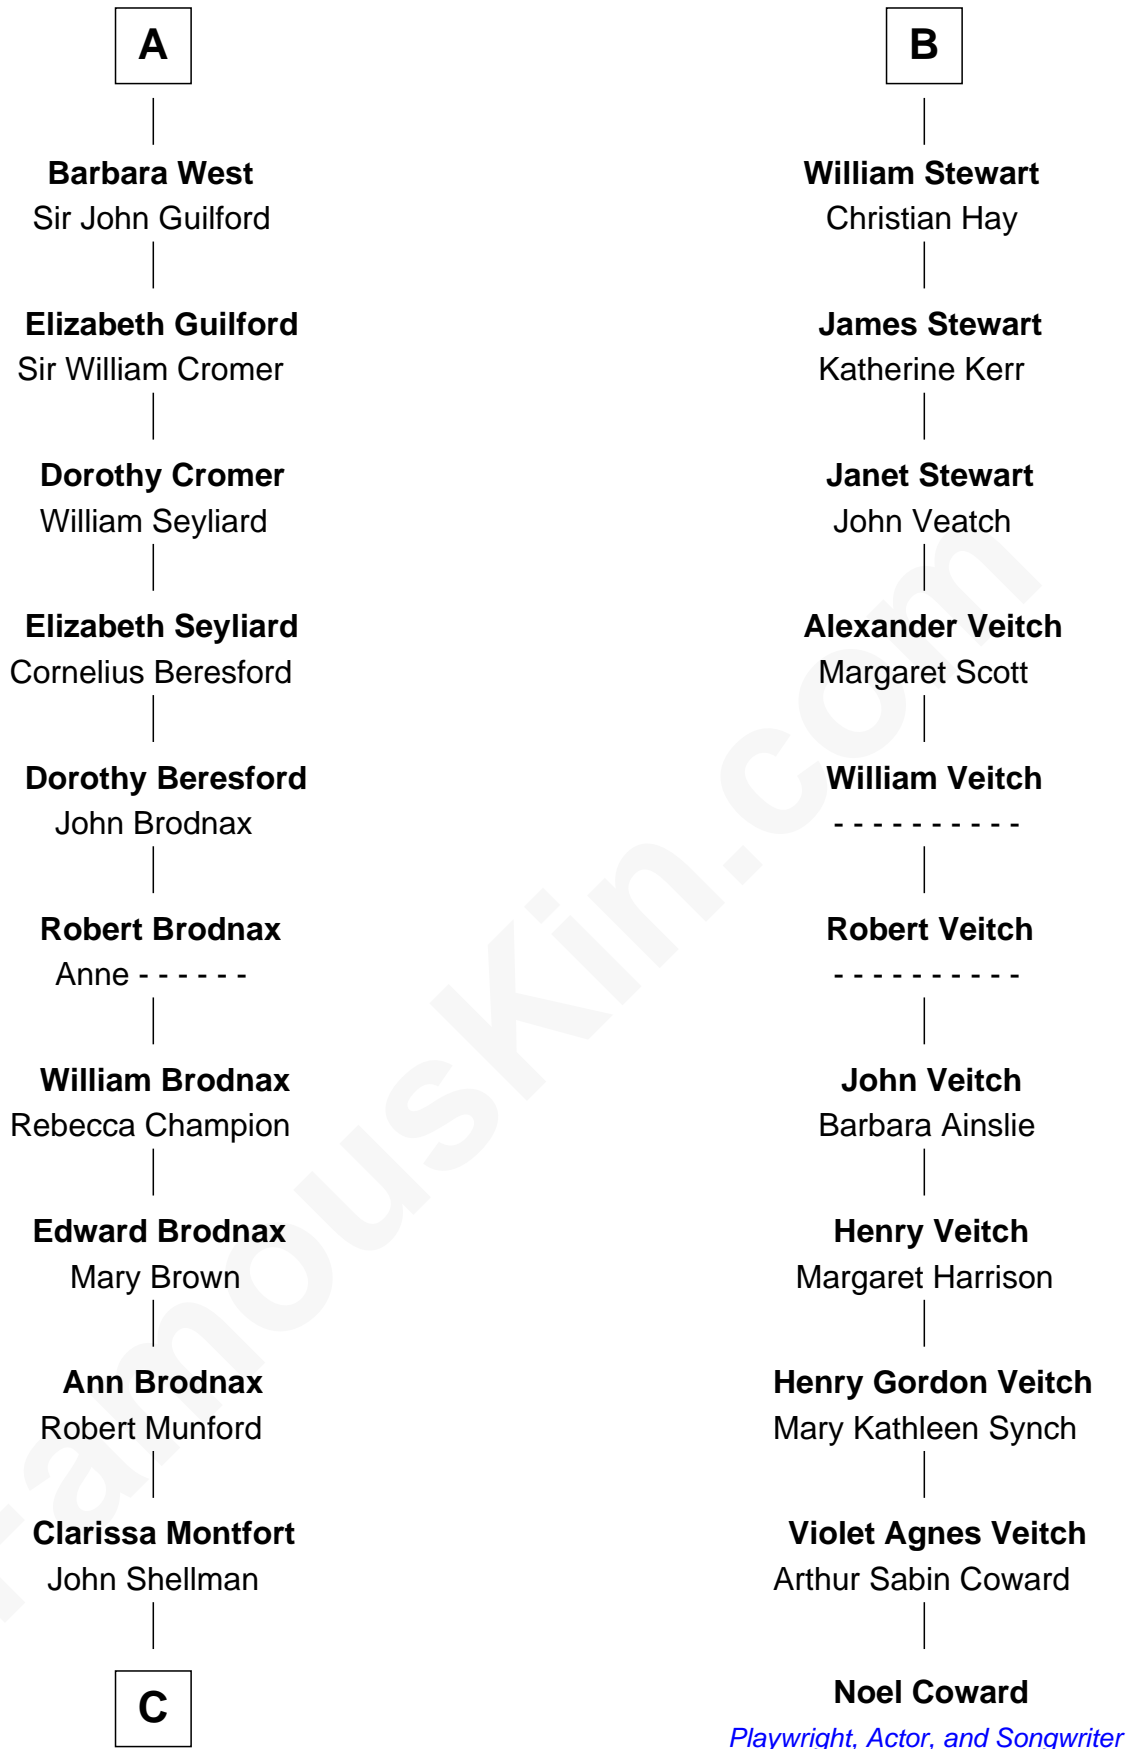 A
Barbara West
Sir John Guilford
Elizabeth Guilford
Sir William Cromer
Dorothy Cromer
William Seyliard
Elizabeth Seyliard
Cornelius Beresford
Dorothy Beresford
John Brodnax
Robert Brodnax
Anne - - - - - -
William Brodnax
Rebecca Champion
Edward Brodnax
Mary Brown
Ann Brodnax
Robert Munford
Clarissa Montfort
John Shellman
C
B
William Stewart
Christian Hay
James Stewart
Katherine Kerr
Janet Stewart
John Veatch
Alexander Veitch
Margaret Scott
William Veitch
- - - - - - - - - -
Robert Veitch
- - - - - - - - - -
John Veitch
Barbara Ainslie
Henry Veitch
Margaret Harrison
Henry Gordon Veitch
Mary Kathleen Synch
Violet Agnes Veitch
Arthur Sabin Coward
Noel Coward
Playwright, Actor, and Songwriter
FamousKin.com